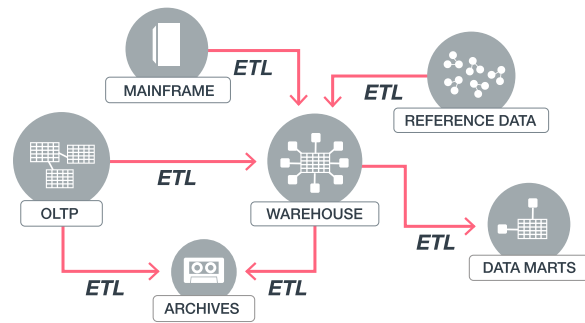 ETL
MAINFRAME
ETL
REFERENCE DATA
ETL
OLTP
WAREHOUSE
ETL
DATA MARTS
ETL
ETL
ARCHIVES